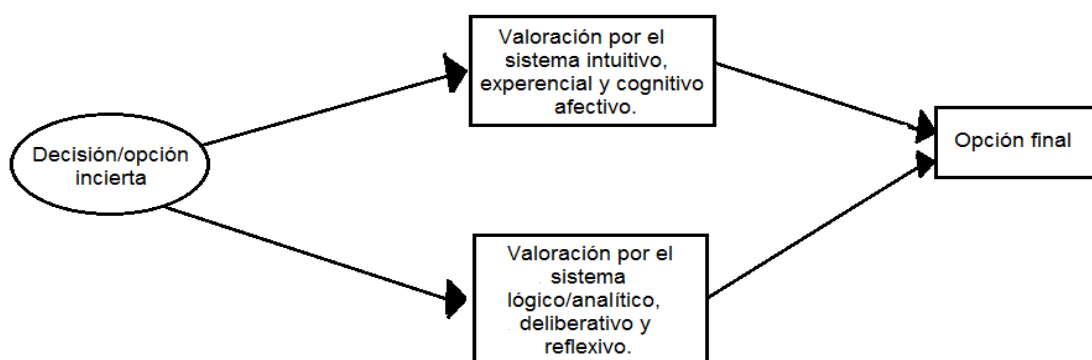 Valoración por el
sistema intuitivo,
experencial y cognitivo
afectivo.
Decisión/opción
incierta
Opción final
Valoración por el
sistema
lógico/analítico,
deliberativo y
reflexivo.